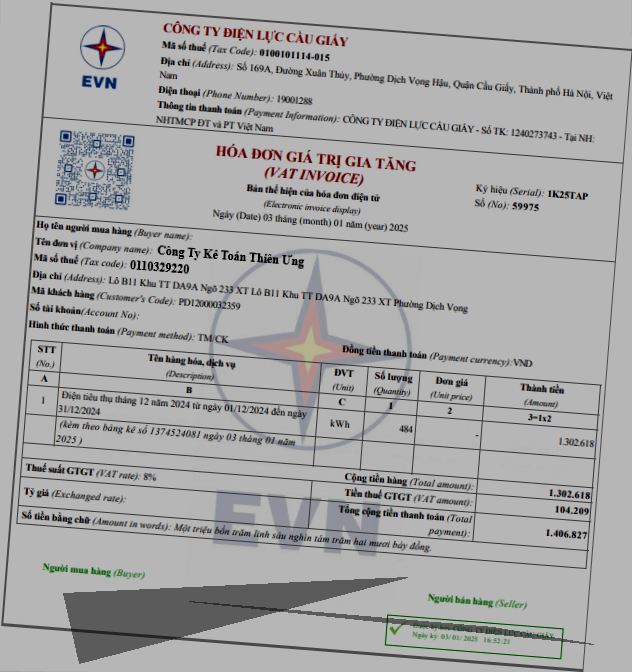 CÔNG TY ĐIỆN LỰC CẦU GIẤY
Mã số thuế (Tax Code): 0100101114-015
Địa chỉ (Address): Số 169A, Đường Xuân Thủy, Phường Dịch Vọng Hậu, Quận Cầu Giấy, Thành phố Hà Nội, Việt
Nam
Điện thoại (Phone Number): 19001288
Thông tin thanh toán (Payment Information): CÔNG TY ĐIỆN LỰC CẦU GIẤY - Số TK: 1240273743 - Tại NH:
NHTMCP ĐT và PT Việt Nam
EVN
HÓA ĐƠN GIÁ TRỊ GIA TĂNG
(VAT INVOICE)
Bản thể hiện của hóa đơn điện tử
(Electronic invoice display)
Ngày (Date) 03 tháng (month) 01 năm (year) 2025
Ký hiệu (Serial): 1K25TAP
Số (No): 59975
Họ tên người mua hàng (Buyer name):
Tên đơn vị (Company name): Công Ty Kế Toán Thiên Ưng
Mã số thuế (Tax code): 0110329220
Địa chỉ (Address): Lô B11 Khu TT DA9A Ngõ 233 XT Lô B11 Khu TT DA9A Ngõ 233 XT Phường Dịch Vọng
Mã khách hàng (Customer's Code): PD12000032359
Số tài khoản(Account No):
Hình thức thanh toán (Payment method): TM/CK
Đồng tiền thanh toán (Payment currency):VND
STT Tên hàng hóa, dịch vụ ĐVT Số lượng Đơn giá Thành tiền
(No.) (Description) (Unit) (Quantity) (Unit price) (Amount)
A B C 1 2 3=1x2
1 Điện tiêu thụ tháng 12 năm 2024 từ ngày 01/12/2024 đến ngày
31/12/2024 kWh 484 - 1.302.618
(kèm theo bảng kê số 1374524081 ngày 03 tháng 01 năm
2025 )
Cộng tiền hàng (Total amount): 1.302.618
Thuế suất GTGT (VAT rate): 8% Tiền thuế GTGT (VAT amount): 104.209
Tỷ giá (Exchanged rate): Tổng cộng tiền thanh toán (Total
payment): 1.406.827
Số tiền bằng chữ (Amount in words): Một triệu bốn trăm linh sáu nghìn tám trăm hai mươi bảy đồng.
EVN
Người mua hàng (Buyer)
Người bán hàng (Seller)
CÔNG TY ĐIỆN LỰC CẦU GIẤY
Ngày ký: 03/01/2025 16:52:21